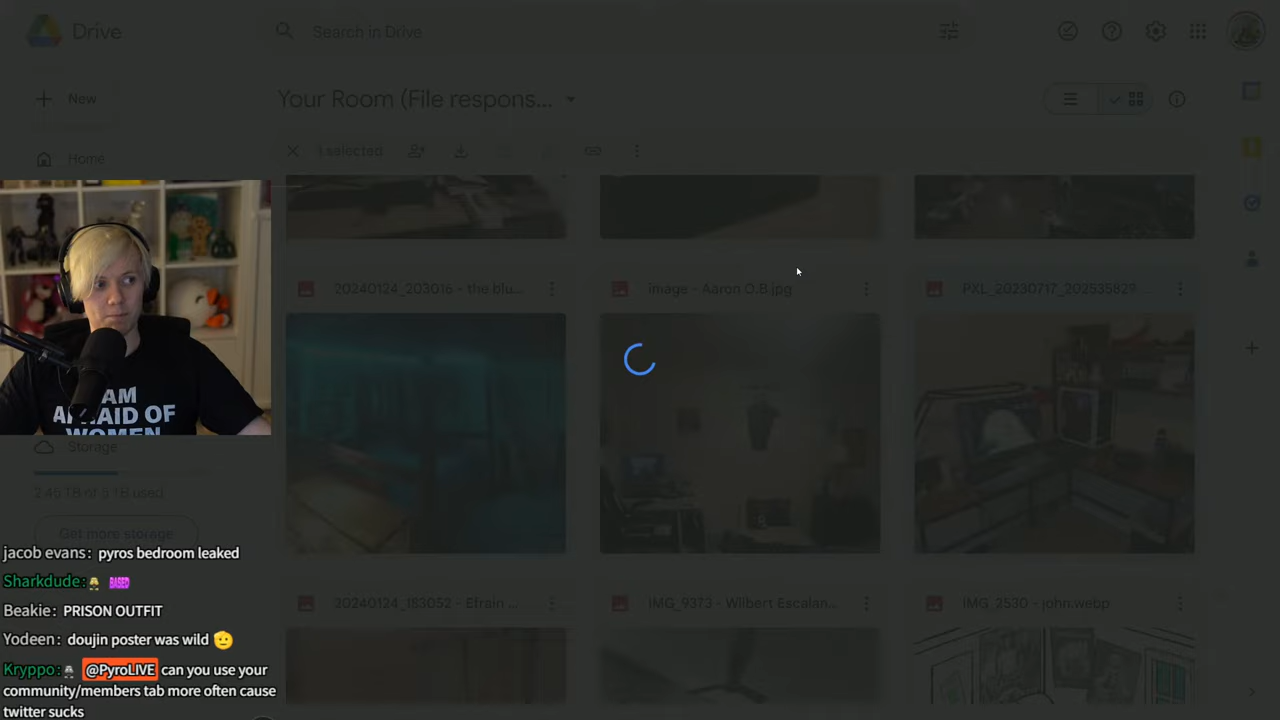 Drive
Search in Drive
New
Your Room (File respons...
Home
1 selected
20240124_203016 - the blu...
image - Aaron O.B.jpg
PXL_20230717_202535829 ...
AM
AFRAID OF
WOMEN
Storage
2.45 TB of 5 TB used
Get more storage
jacob evans: pyros bedroom leaked
Sharkdude: BASED
Beakie: PRISON OUTFIT
20240124_183052 - Efrain ...
IMG_9373 - Wilbert Escalan...
IMG_2530 - john.webp
Yodeen: doujin poster was wild
Kryppo: @PyroLIVE can you use your
community/members tab more often cause
twitter sucks